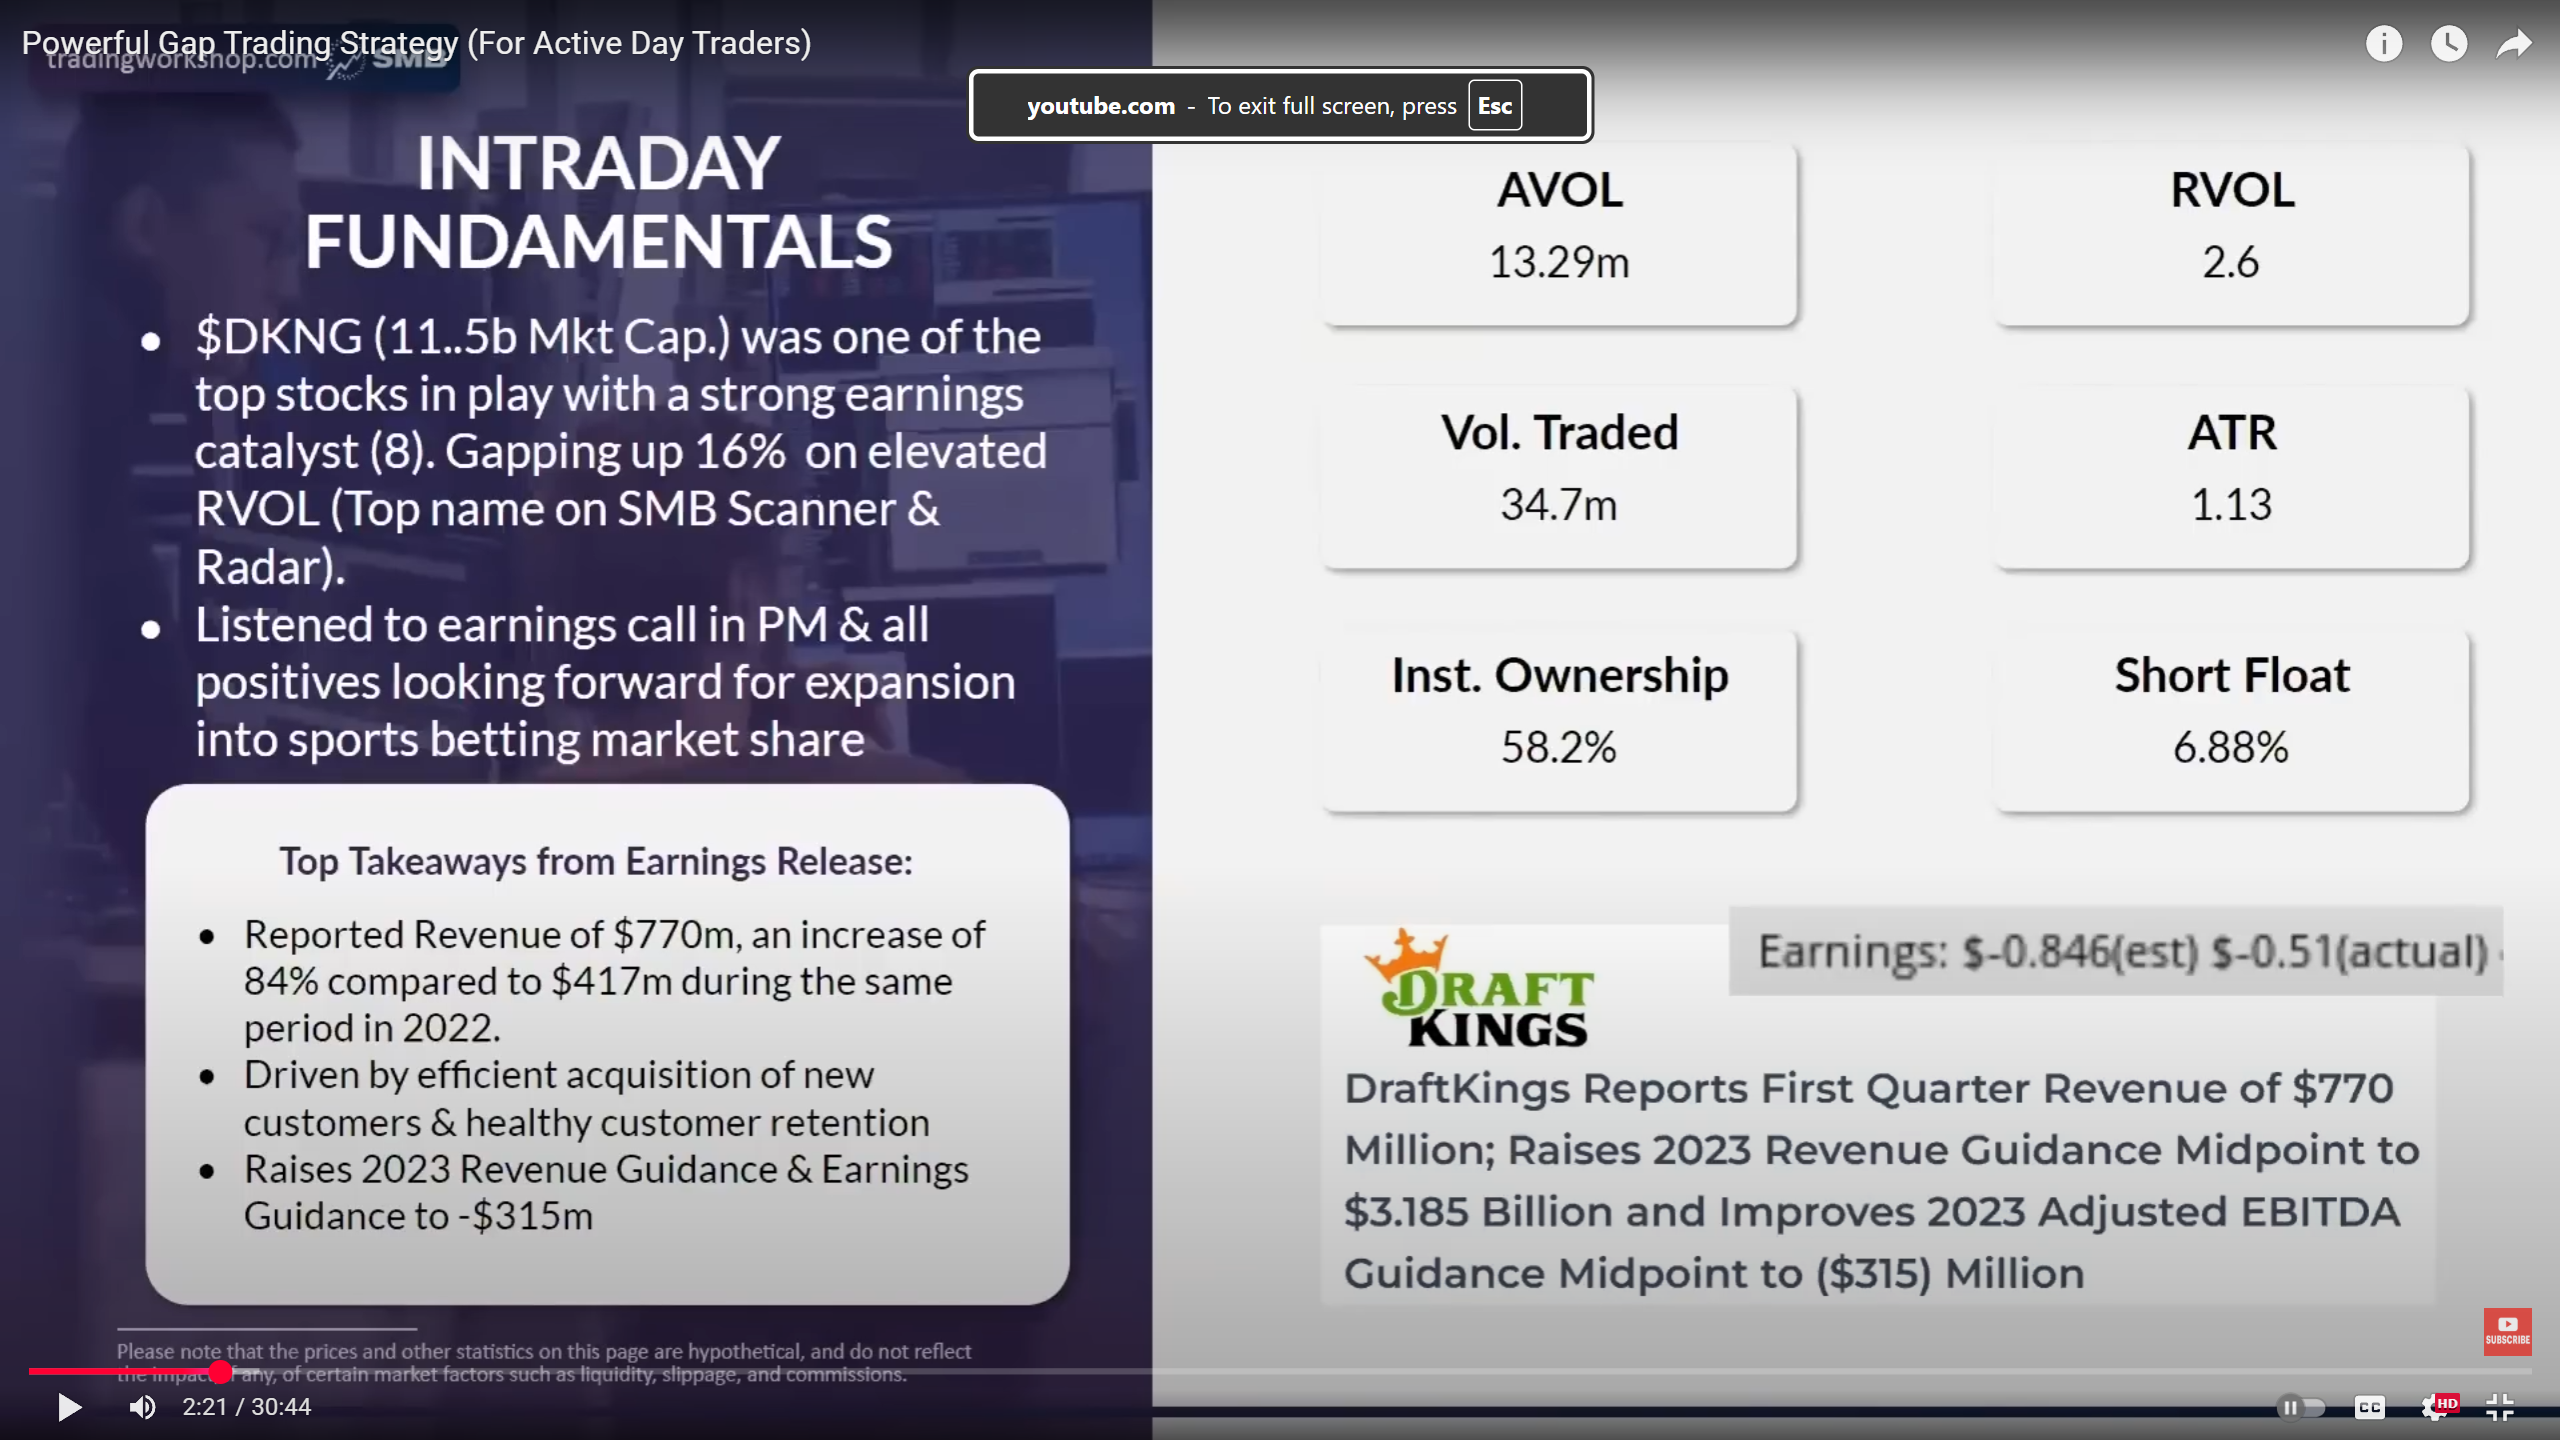 Powerful Gap Trading Strategy (For Active Day Traders)
tradingworkshop.com SMB
youtube.com - To exit full screen, press Esc
INTRADAY
FUNDAMENTALS
● $DKNG (11..5b Mkt Cap.) was one of the
top stocks in play with a strong earnings
catalyst (8). Gapping up 16% on elevated
RVOL (Top name on SMB Scanner &
Radar).
● Listened to earnings call in PM & all
positives looking forward for expansion
into sports betting market share
Top Takeaways from Earnings Release:
● Reported Revenue of $770m, an increase of
84% compared to $417m during the same
period in 2022.
● Driven by efficient acquisition of new
customers & healthy customer retention
● Raises 2023 Revenue Guidance & Earnings
Guidance to -$315m
Please note that the prices and other statistics on this page are hypothetical, and do not reflect
the impact, if any, of certain market factors such as liquidity, slippage, and commissions.
AVOL
13.29m
RVOL
2.6
Vol. Traded
34.7m
ATR
1.13
Inst. Ownership
58.2%
Short Float
6.88%
Earnings: $-0.846(est) $-0.51(actual)
DRAFT
KINGS
DraftKings Reports First Quarter Revenue of $770
Million; Raises 2023 Revenue Guidance Midpoint to
$3.185 Billion and Improves 2023 Adjusted EBITDA
Guidance Midpoint to ($315) Million
SUBSCRIBE
2:21 / 30:44
CC
HD